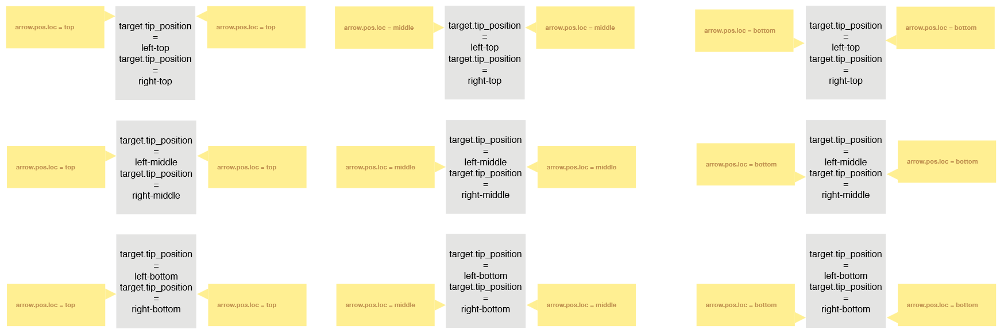 arrow.pos.loc = top
target.tip_position
=
left-top
target.tip_position
=
right-top
arrow.pos.loc = top
arrow.pos.loc = middle
target.tip_position
=
left-top
target.tip_position
=
right-top
arrow.pos.loc = middle
arrow.pos.loc = bottom
target.tip_position
=
left-top
target.tip_position
=
right-top
arrow.pos.loc = bottom
arrow.pos.loc = top
target.tip_position
=
left-middle
target.tip_position
=
right-middle
arrow.pos.loc = top
arrow.pos.loc = middle
target.tip_position
=
left-middle
target.tip_position
=
right-middle
arrow.pos.loc = middle
arrow.pos.loc = bottom
target.tip_position
=
left-middle
target.tip_position
=
right-middle
arrow.pos.loc = bottom
arrow.pos.loc = top
target.tip_position
=
left-bottom
target.tip_position
=
right-bottom
arrow.pos.loc = top
arrow.pos.loc = middle
target.tip_position
=
left-bottom
target.tip_position
=
right-bottom
arrow.pos.loc = middle
arrow.pos.loc = bottom
target.tip_position
=
left-bottom
target.tip_position
=
right-bottom
arrow.pos.loc = bottom